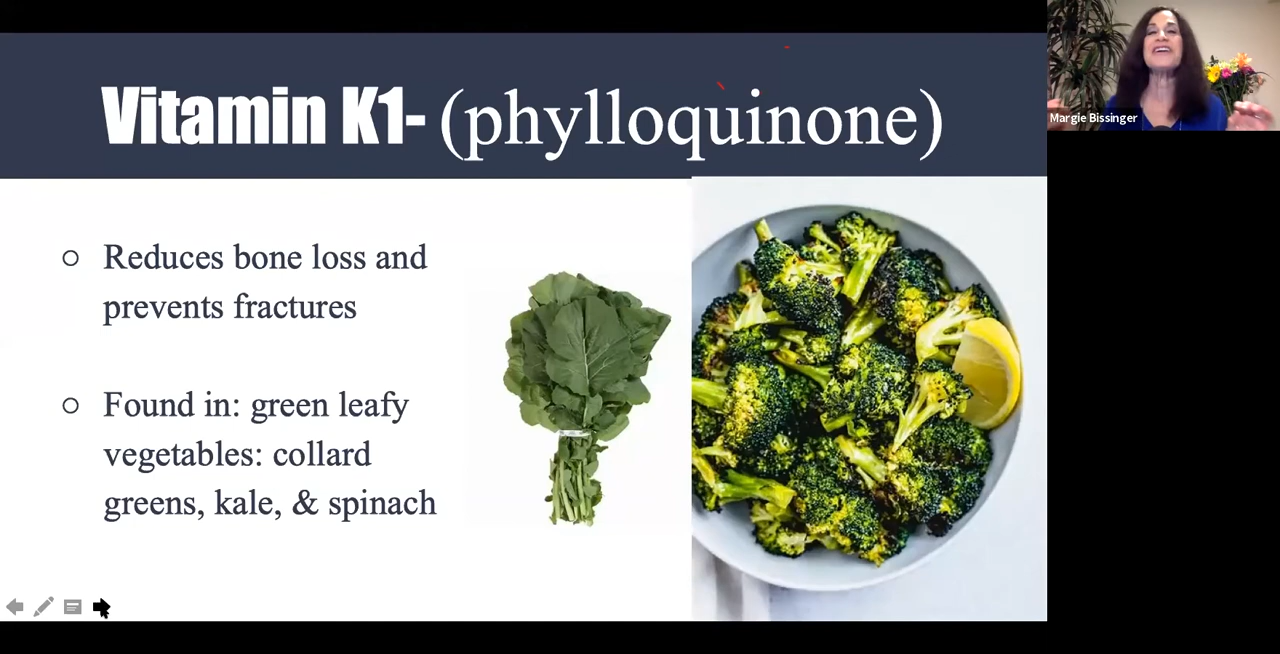 Vitamin K1- (phylloquinone)
Margie Bissinger
Reduces bone loss and
prevents fractures
Found in: green leafy
vegetables: collard
greens, kale, & spinach